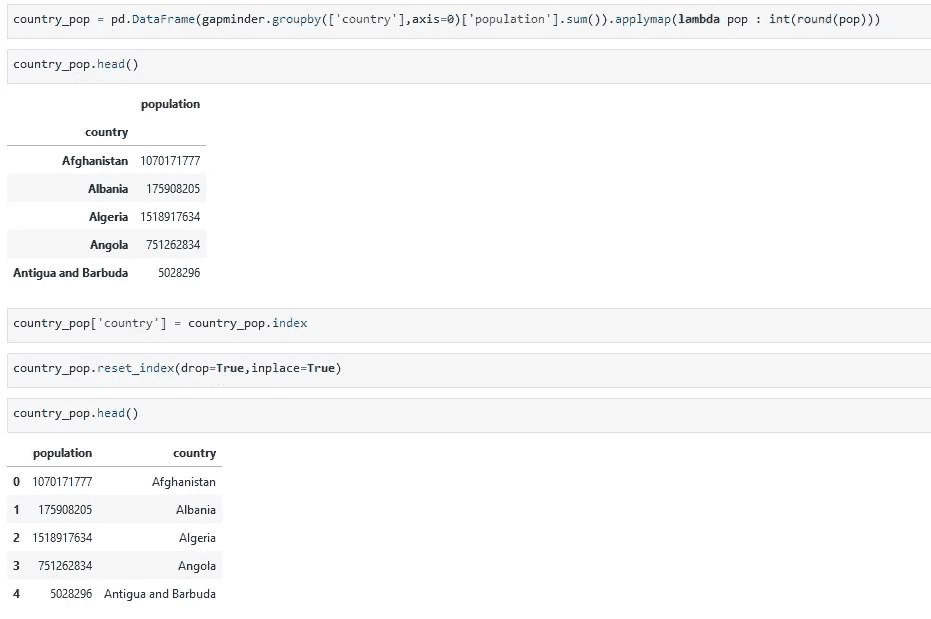 country_pop = pd.DataFrame(gapminder.groupby(['country'],axis=0)['population'].sum()).applymap(lambda pop : int(round(pop)))
country_pop.head()
population
country
Afghanistan 1070171777
Albania 175908205
Algeria 1518917634
Angola 751262834
Antigua and Barbuda 5028296
country_pop['country'] = country_pop.index
country_pop.reset_index(drop=True,inplace=True)
country_pop.head()
population country
0 1070171777 Afghanistan
1 175908205 Albania
2 1518917634 Algeria
3 751262834 Angola
4 5028296 Antigua and Barbuda